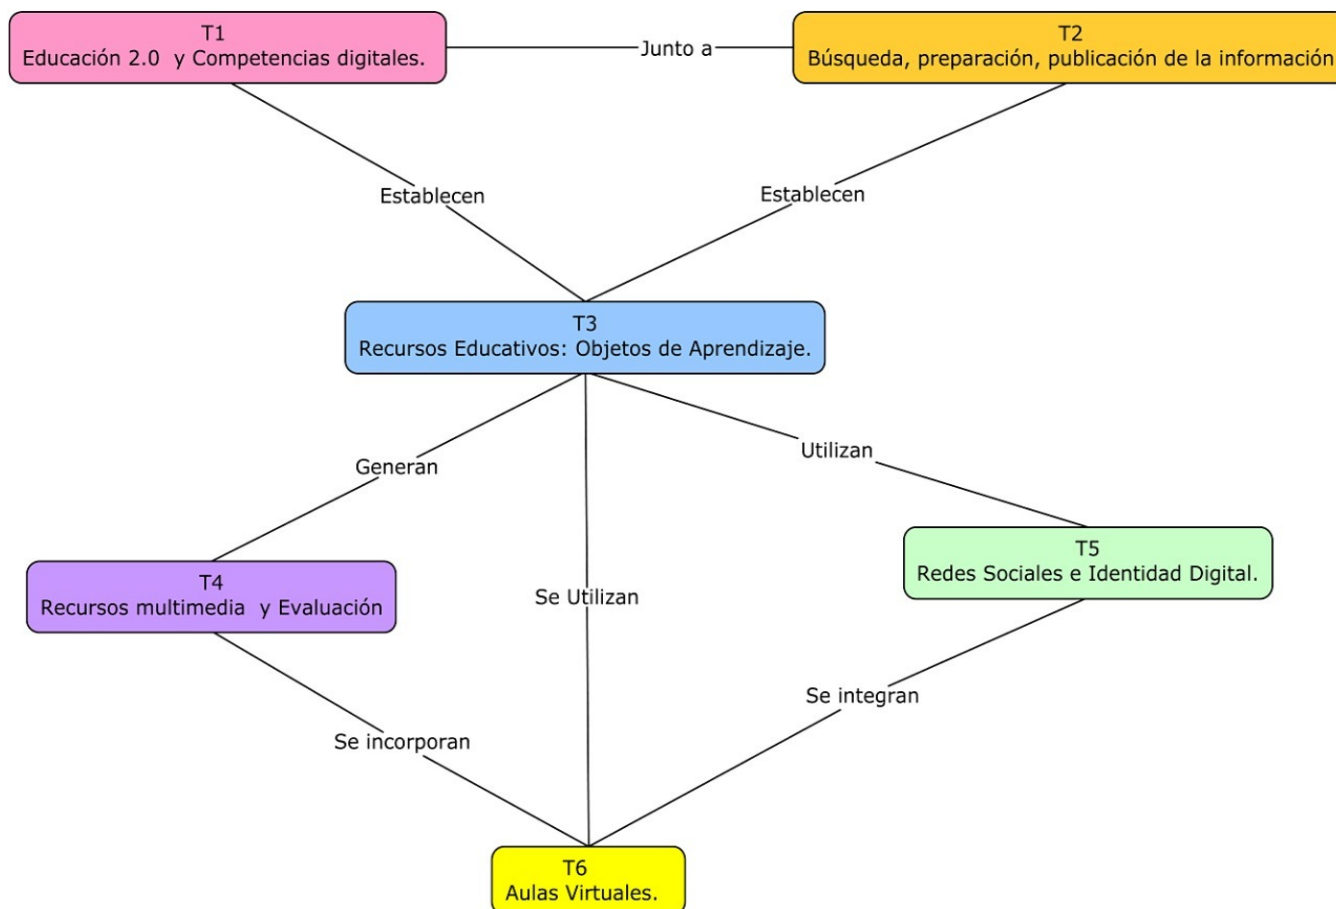 T1
Educación 2.0  y Competencias digitales.
Junto a
T2
Búsqueda, preparación, publicación de la información
Establecen
Establecen
T3
Recursos Educativos: Objetos de Aprendizaje.
Generan
Utilizan
T4
Recursos multimedia  y Evaluación
Se Utilizan
T5
Redes Sociales e Identidad Digital.
Se incorporan
Se integran
T6
Aulas Virtuales.